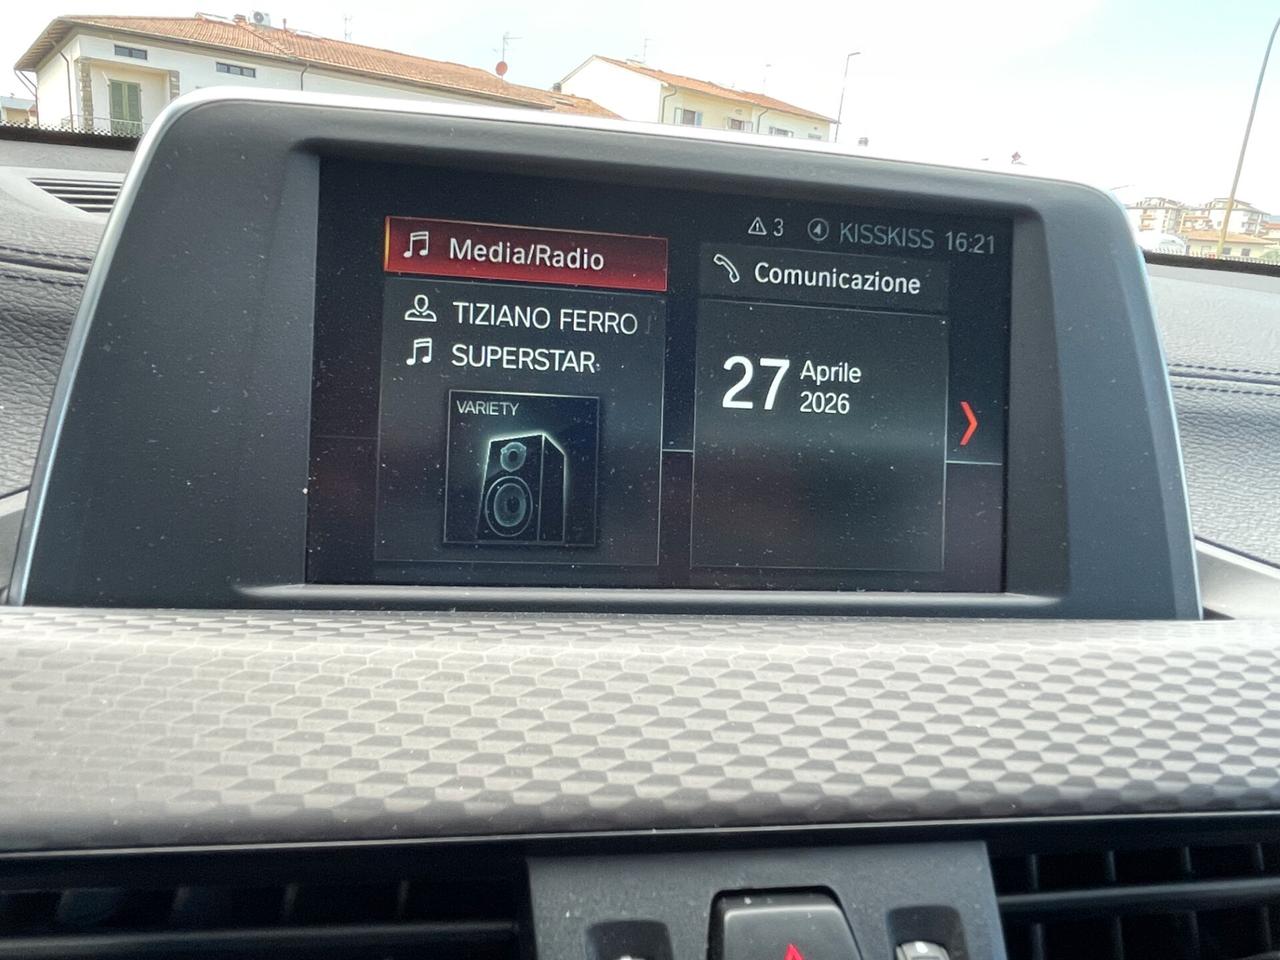 3 KISSKISS 16:21
Media/Radio
TIZIANO FERRO
SUPERSTAR
VARIETY
Comunicazione
27 Aprile
2026